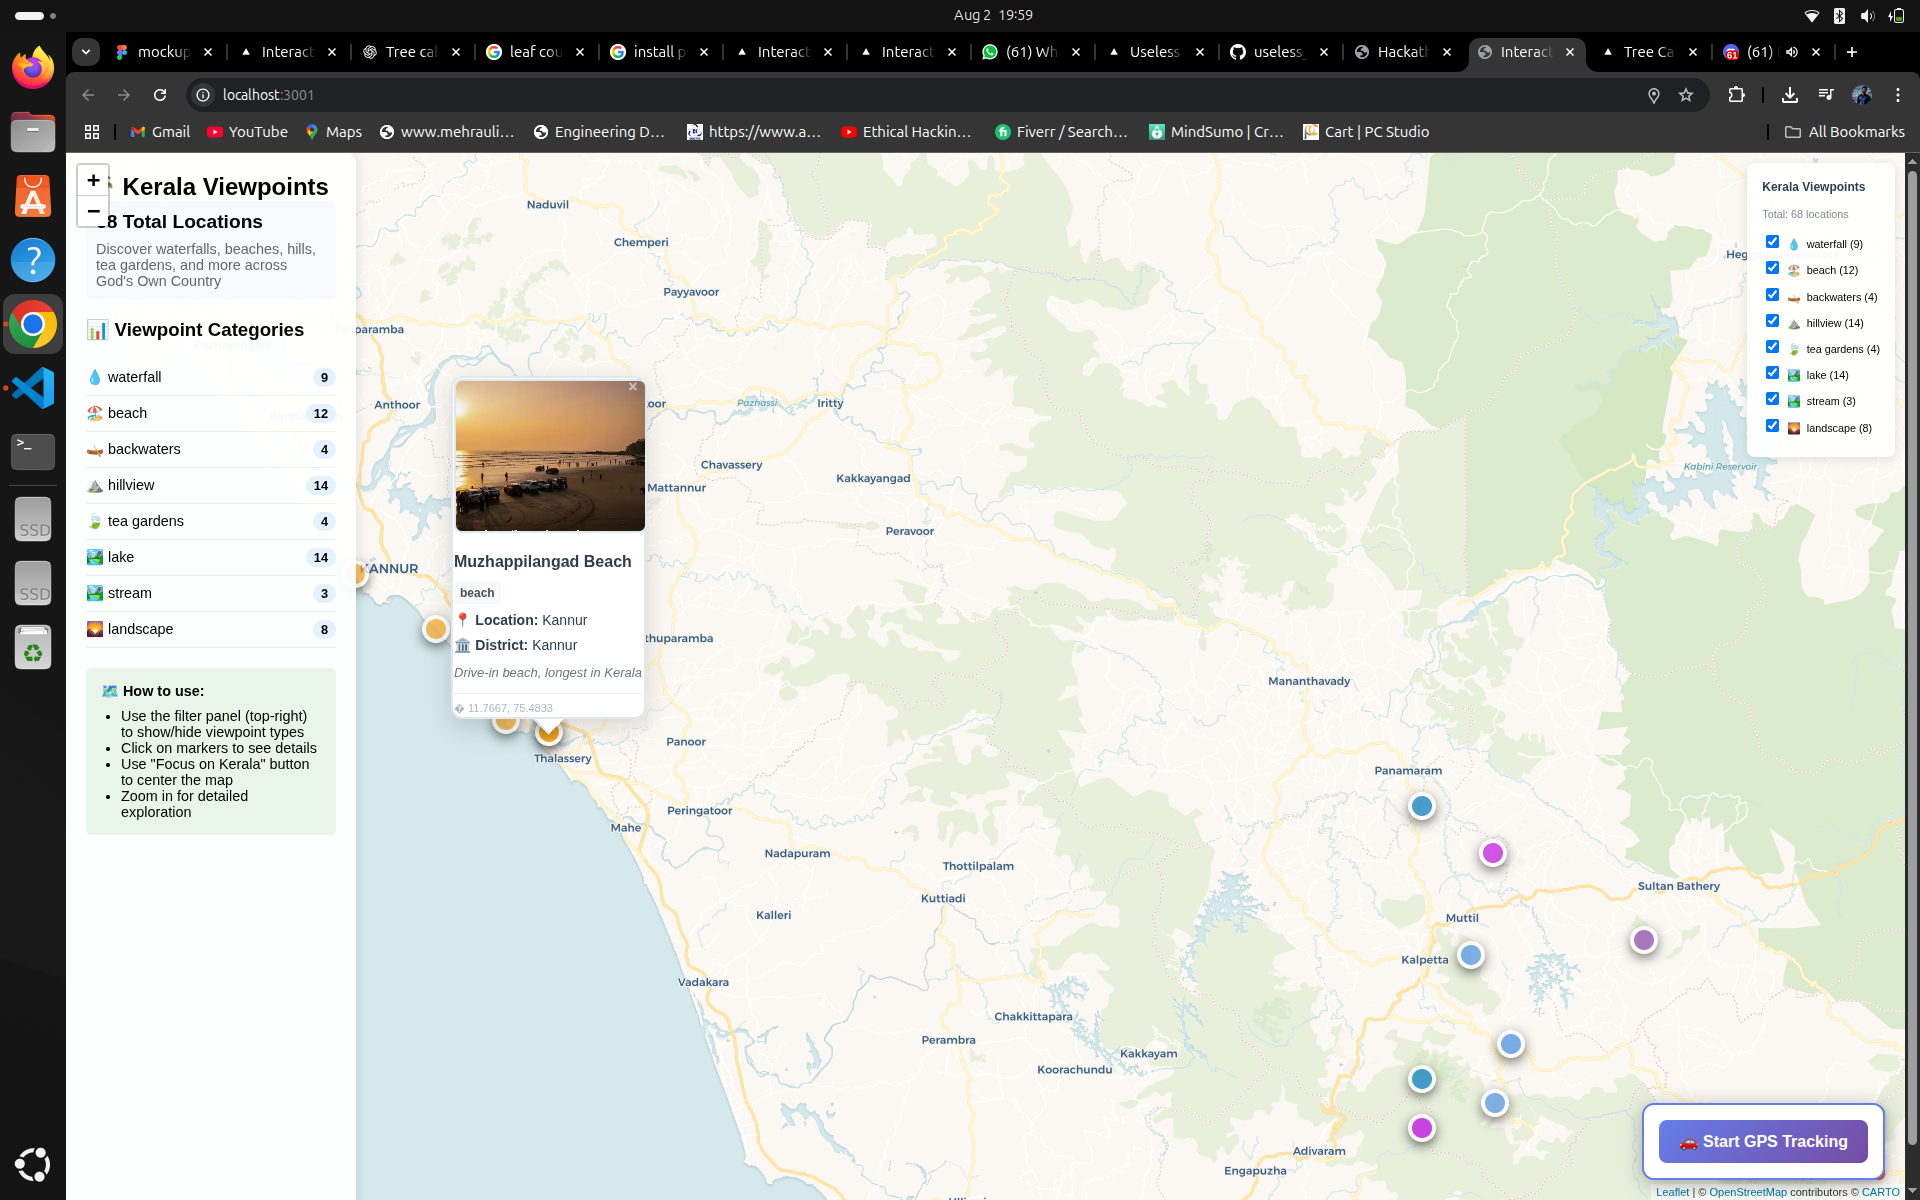 Aug 2 19:59
mockup
Interact
Tree cal
leaf cou
install p
Interact
Interact
(61) Wh
Useless
useless_
Hackath
Interact
Tree Ca
(61)
localhost:3001
Gmail
YouTube
Maps
www.mehrauli...
Engineering D...
https://www.a...
Ethical Hackin...
Fiverr / Search...
MindSumo | Cr...
Cart | PC Studio
All Bookmarks
+
−
Kerala Viewpoints
8 Total Locations
Discover waterfalls, beaches, hills,
tea gardens, and more across
God's Own Country
📊 Viewpoint Categories
💧 waterfall 9
🏖️ beach 12
🛶 backwaters 4
⛰️ hillview 14
🍃 tea gardens 4
🏞️ lake 14
🏞️ stream 3
🌄 landscape 8
🗺️ How to use:
• Use the filter panel (top-right)
to show/hide viewpoint types
• Click on markers to see details
• Use "Focus on Kerala" button
to center the map
• Zoom in for detailed
exploration
×
Muzhappilangad Beach
beach
📍 Location: Kannur
🏛️ District: Kannur
Drive-in beach, longest in Kerala
� 11.7667, 75.4833
Naduvil
Chemperi
Payyavoor
paramba
Anthoor
oor
Pazhassi
Iritty
Chavassery
Mattannur
Kakkayangad
Peravoor
KANNUR
thuparamba
Mananthavady
Panoor
Thalassery
Panamaram
Peringatoor
Mahe
Nadapuram
Thottilpalam
Sultan Bathery
Kuttiadi
Kalleri
Muttil
Kalpetta
Vadakara
Chakkittapara
Perambra
Kakkayam
Koorachundu
Adivaram
Engapuzha
Kabini Reservoir
Heg
Kerala Viewpoints
Total: 68 locations
💧 waterfall (9)
🏖️ beach (12)
🛶 backwaters (4)
⛰️ hillview (14)
🍃 tea gardens (4)
🏞️ lake (14)
🏞️ stream (3)
🌄 landscape (8)
🚗 Start GPS Tracking
Leaflet | © OpenStreetMap contributors © CARTO
SSD
SSD